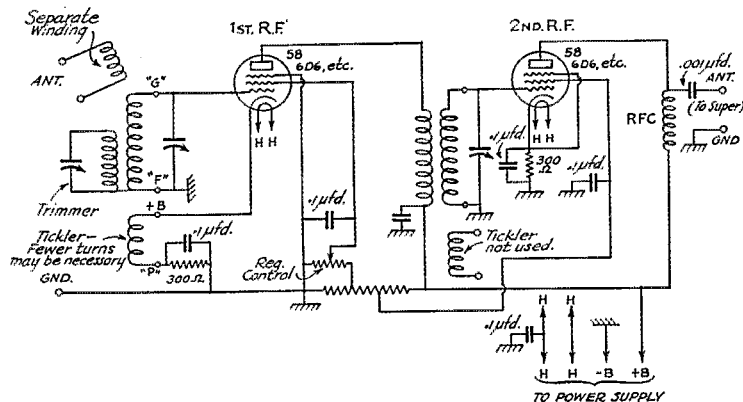 Separate
Winding
ANT.
1ST. R.F.
58
6D6, etc.
2ND. R.F.
58
6D6, etc.
.001µfd.
ANT.
(To Super)
GND
RFC
"G"
"F"
H H
H H
.1µfd.
300
Ω
.1µfd.
Trimmer
+B
Tickler-
Fewer turns
may be necessary
"P"
.1µfd.
300Ω
.1µfd.
Reg.
Control
Tickler
not used.
GND.
.1µfd.
H H
H H -B +B
TO POWER SUPPLY